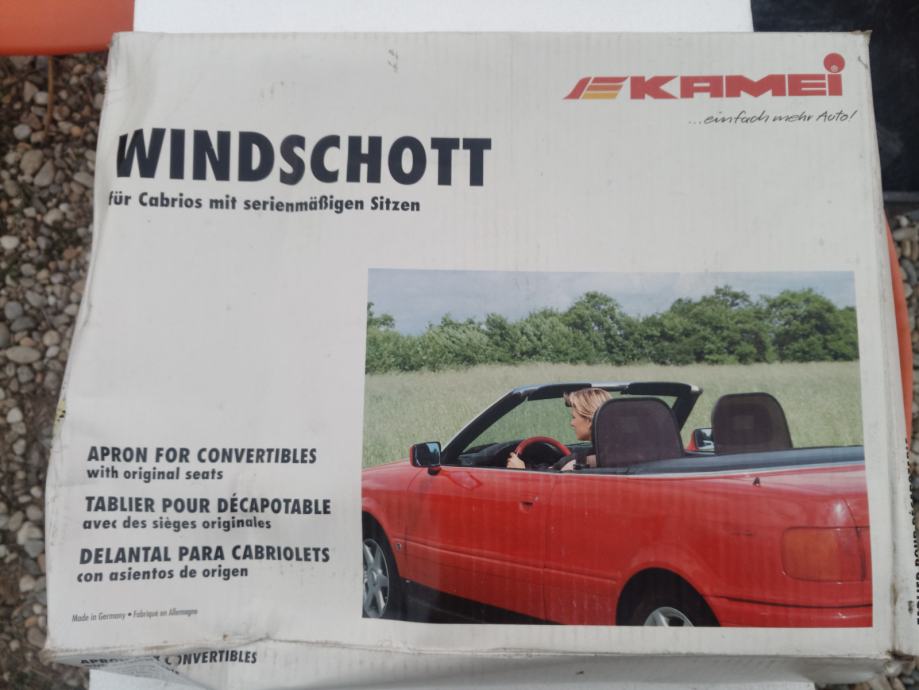 KAMEI
...einfach mehr Auto!
WINDSCHOTT
für Cabrios mit serienmäßigen Sitzen
APRON FOR CONVERTIBLES
with original seats
TABLIER POUR DÉCAPOTABLE
avec des sièges originales
DELANTAL PARA CABRIOLETS
con asientos de origen
Made in Germany • Fabriqué en Allemagne
CONVERTIBLES